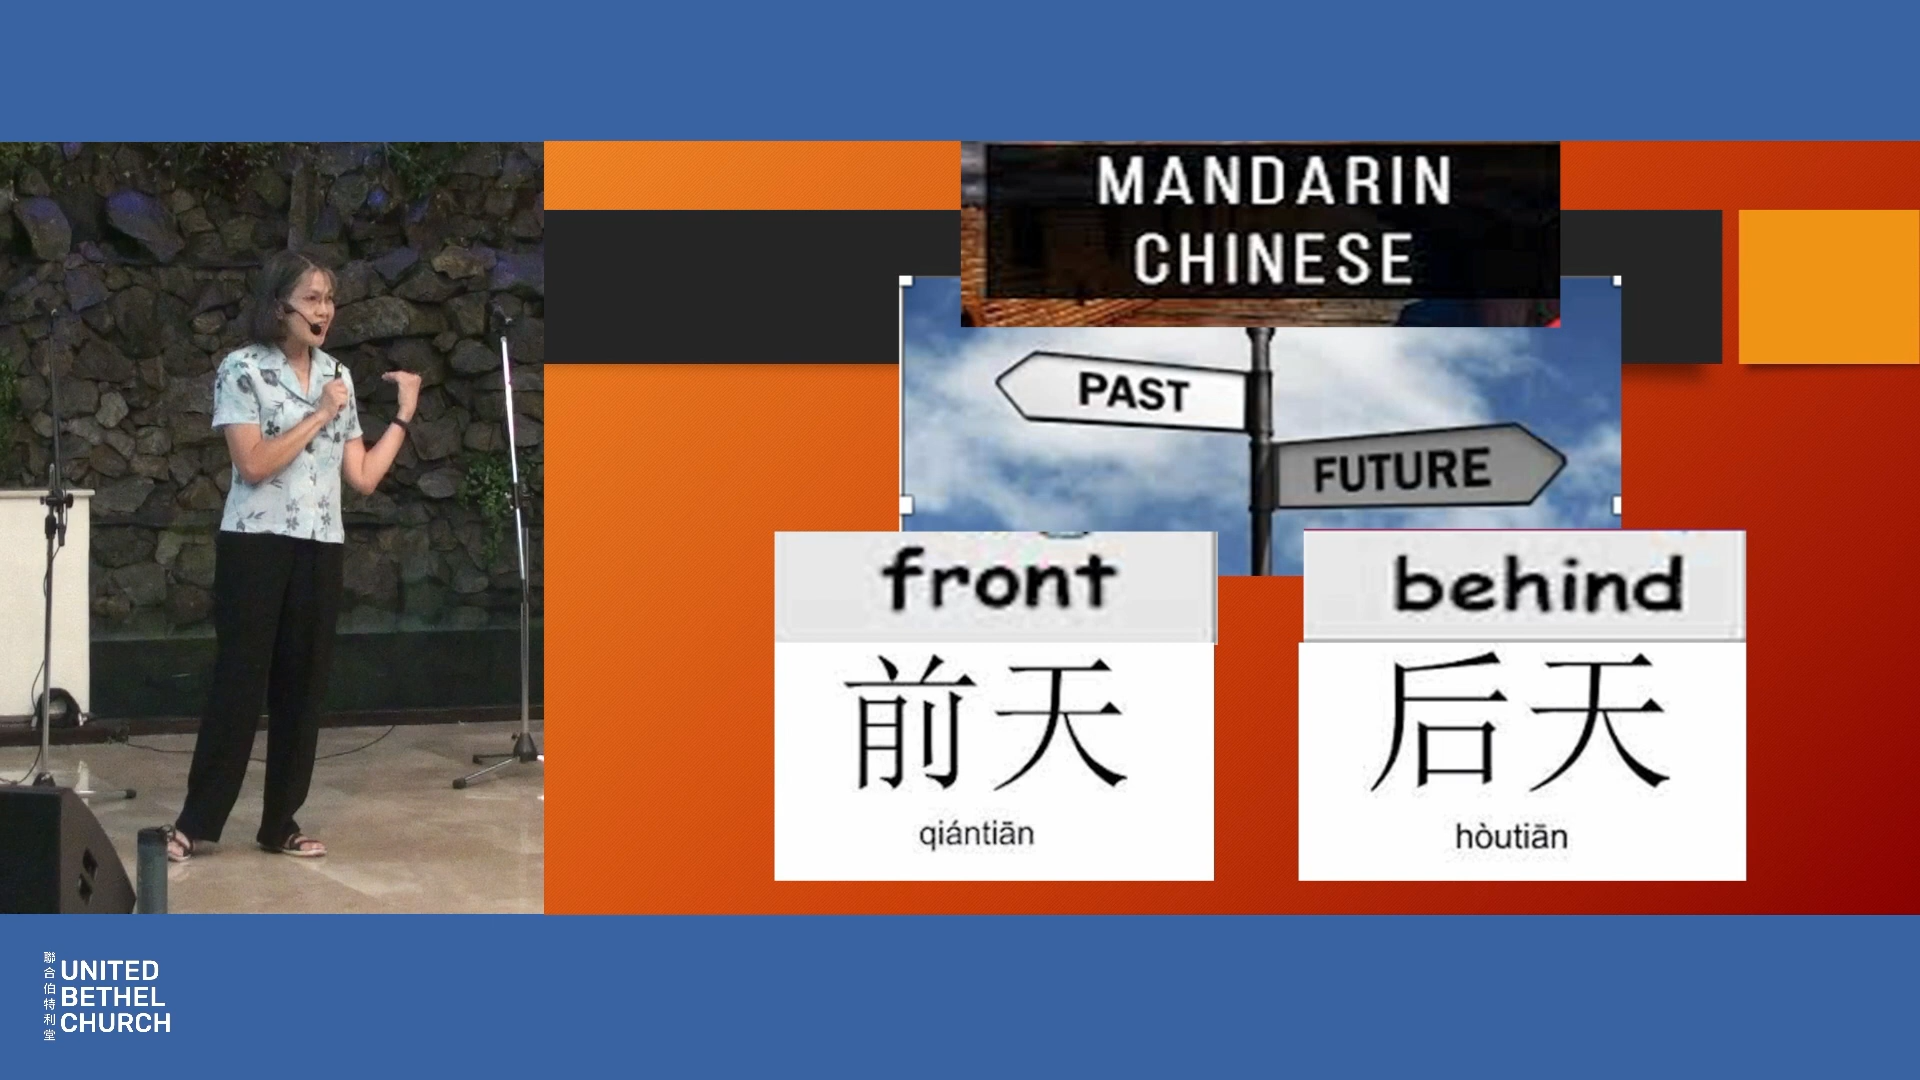 MANDARIN
CHINESE
PAST
FUTURE
front
behind
前天
后天
qiántiān
hòutiān
聯合伯特利堂
UNITED
BETHEL
CHURCH